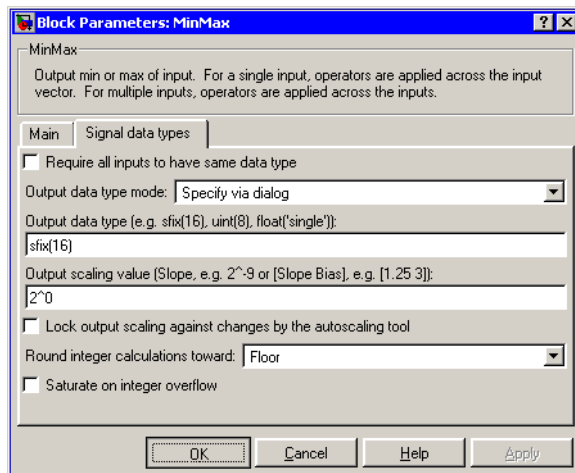 Block Parameters: MinMax
MinMax
Output min or max of input. For a single input, operators are applied across the input
vector. For multiple inputs, operators are applied across the inputs.
Main
Signal data types
Require all inputs to have same data type
Output data type mode: Specify via dialog
Output data type (e.g. sfix(16), uint(8), float('single')):
sfix(16)
Output scaling value (Slope, e.g. 2^-9 or [Slope Bias], e.g. [1.25 3]):
2^0
Lock output scaling against changes by the autoscaling tool
Round integer calculations toward: Floor
Saturate on integer overflow
OK Cancel Help Apply